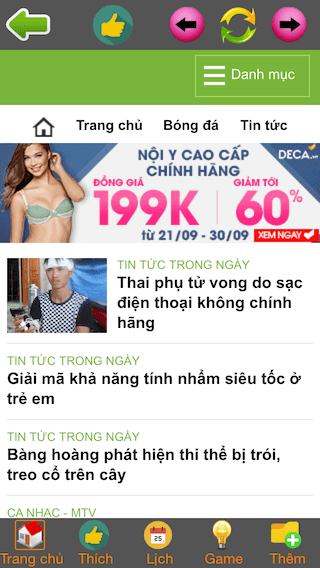 Danh mục
Trang chủ Bóng đá Tin tức
NỘI Y CAO CẤP
CHÍNH HÃNG
DECA.vn
ĐỒNG GIÁ
199K
GIẢM TỚI
60%
từ 21/09 - 30/09
XEM NGAY
TIN TỨC TRONG NGÀY
Thai phụ tử vong do sạc
điện thoại không chính
hãng
TIN TỨC TRONG NGÀY
Giải mã khả năng tính nhẩm siêu tốc ở
trẻ em
TIN TỨC TRONG NGÀY
Bàng hoàng phát hiện thi thể bị trói,
treo cổ trên cây
CA NHẠC - MTV
25
Trang chủ Thích Lịch Game Thêm